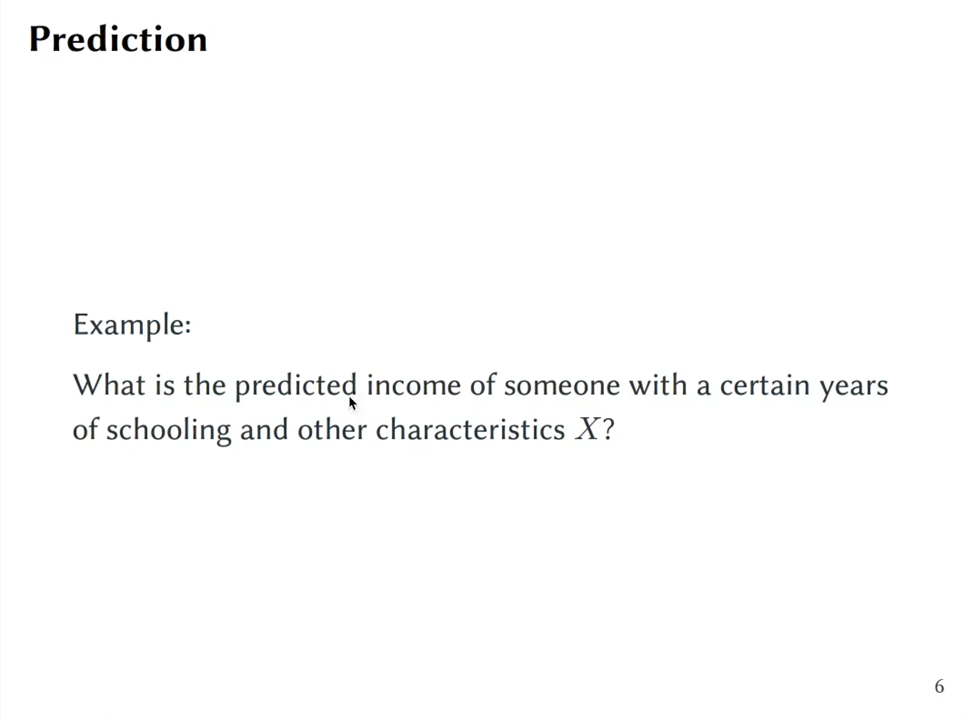 Prediction
Example:
What is the predicted income of someone with a certain years
of schooling and other characteristics X?
6